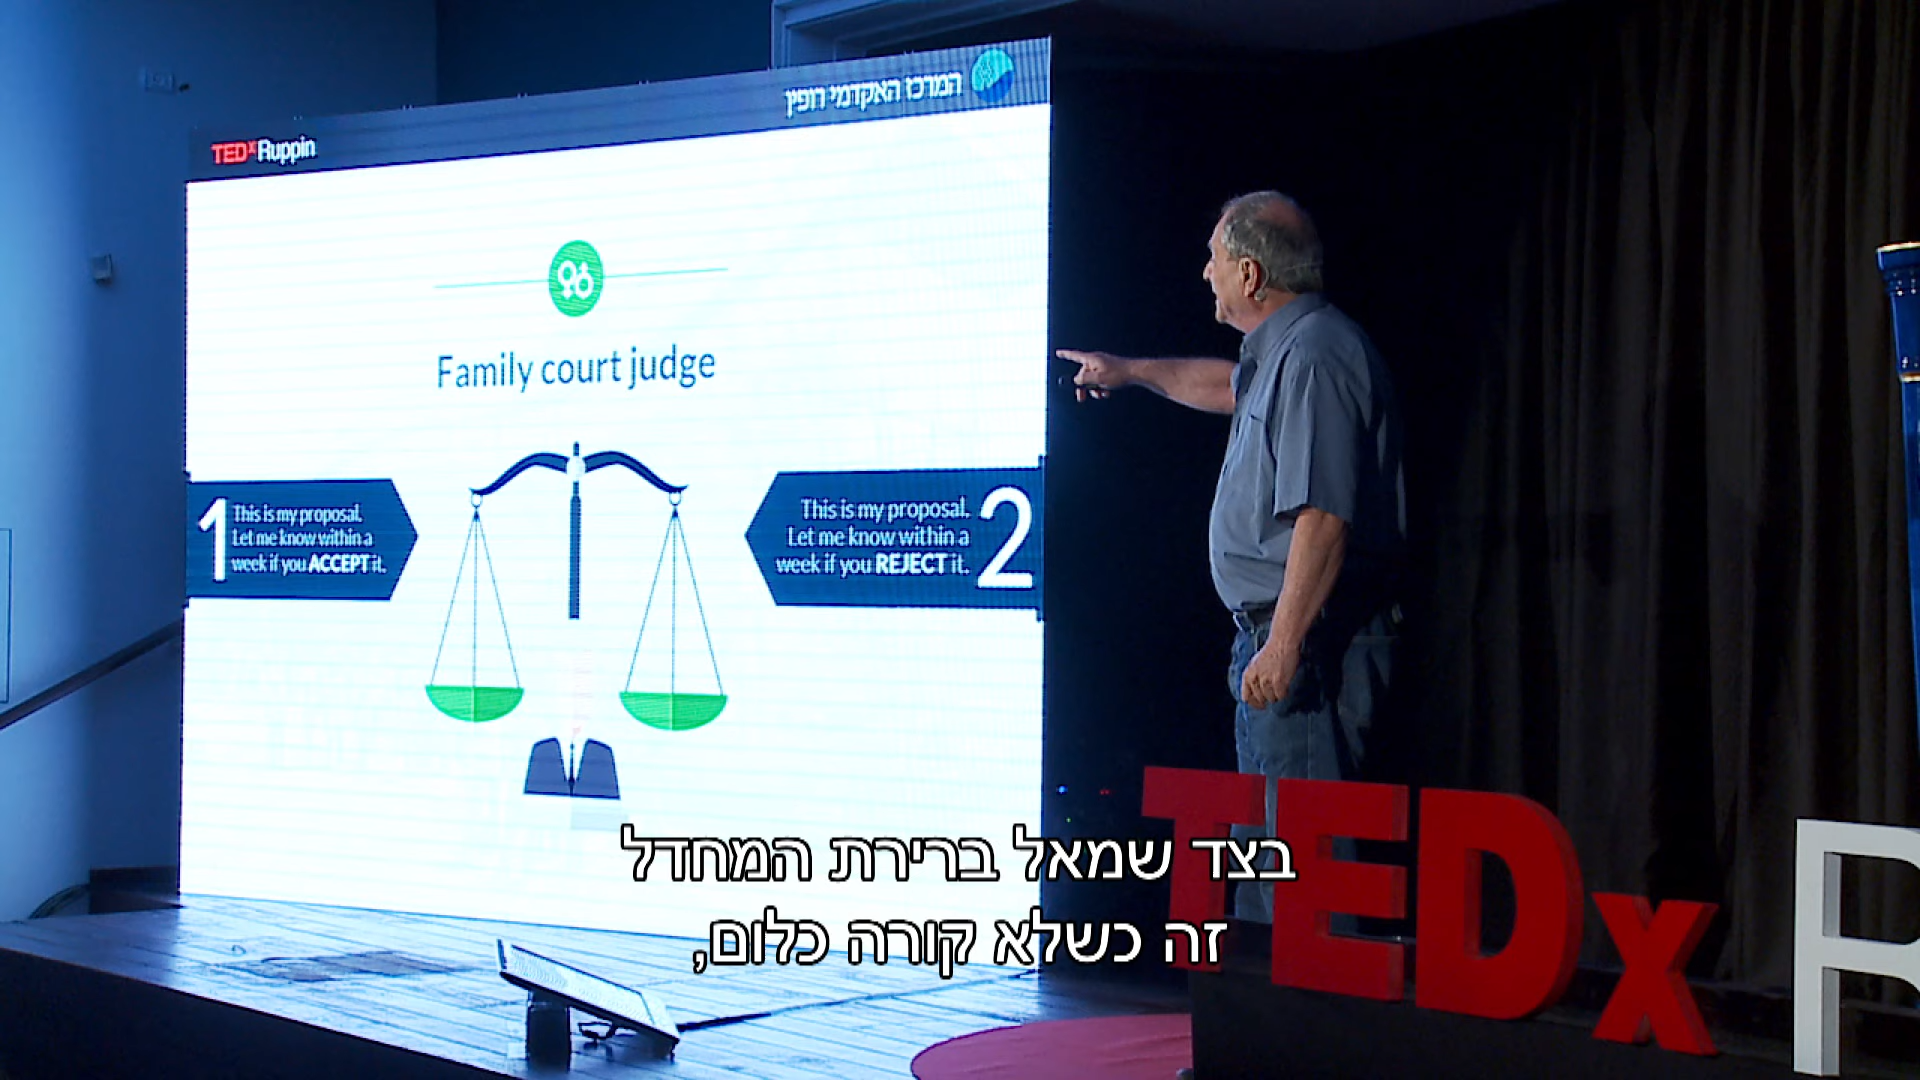 המרכז האקדמי רופין
TEDxRuppin
Family court judge
1
This is my proposal.
Let me know within a
week if you ACCEPT it.
2
This is my proposal.
Let me know within a
week if you REJECT it.
בצד שמאל ברירת המחדל
זה כשלא קורה כלום,
TEDx R